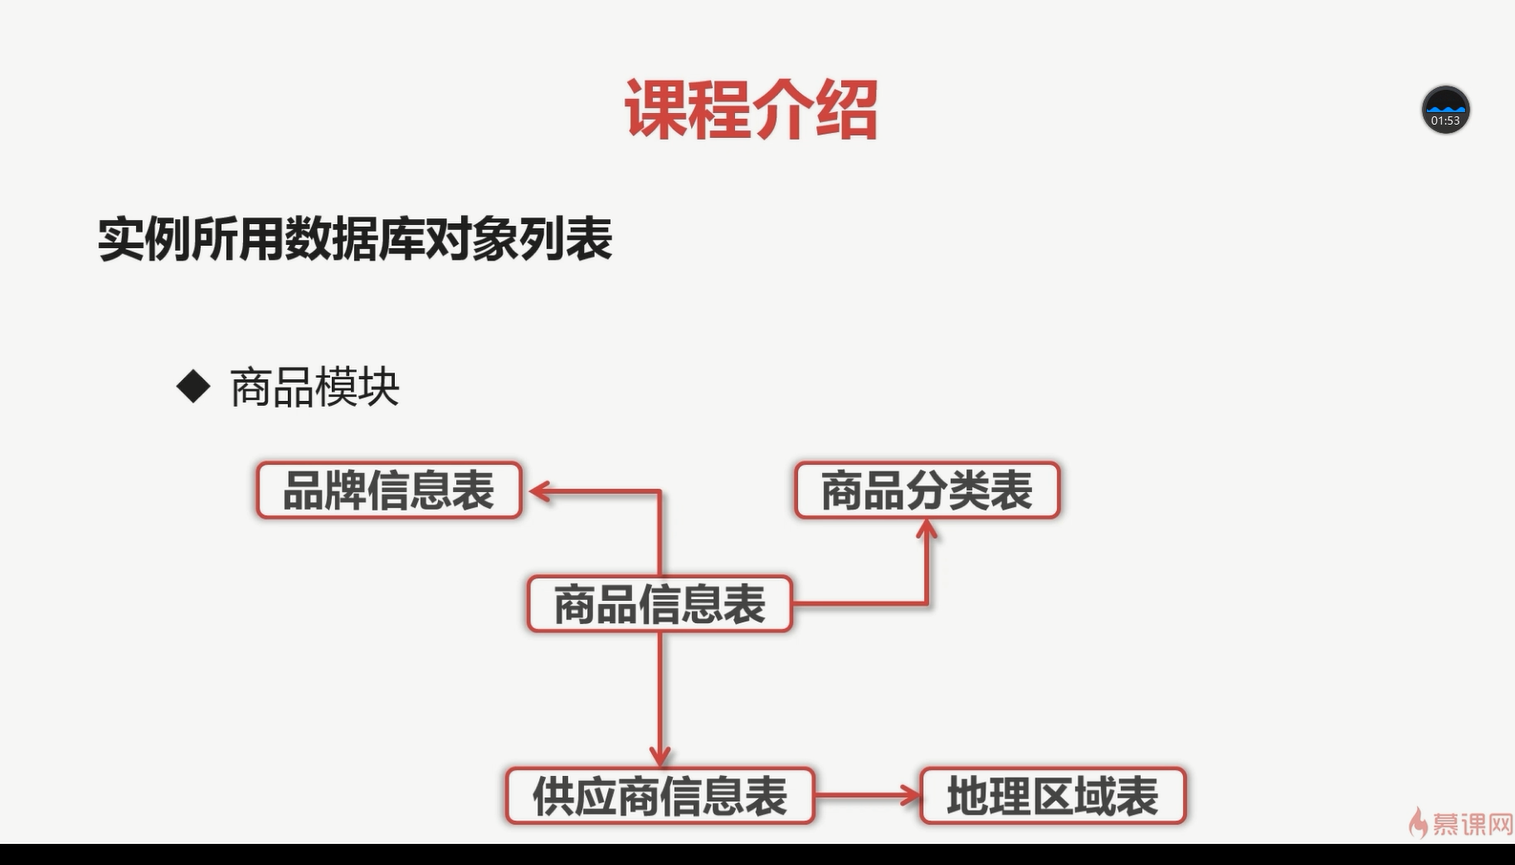 课程介绍
01:53
实例所用数据库对象列表
◆ 商品模块
品牌信息表
商品分类表
商品信息表
供应商信息表
地理区域表
慕课网